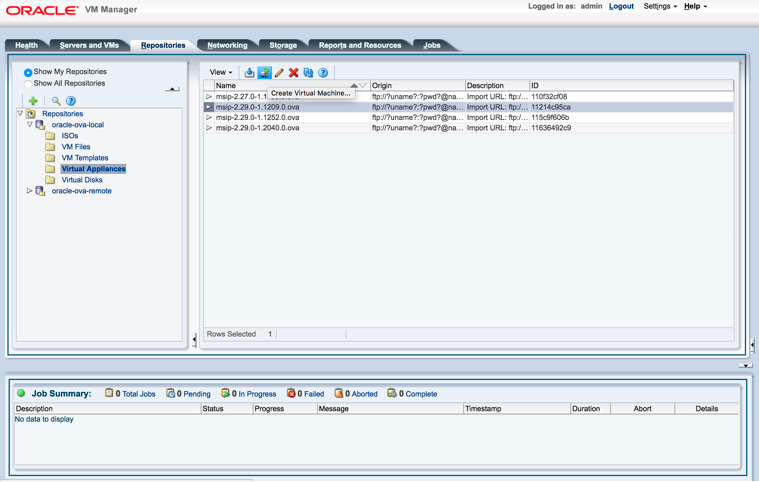 ORACLE VM Manager
Logged in as: admin Logout Settings Help
Health Servers and VMs Repositories Networking Storage Reports and Resources Jobs
Show My Repositories
Show All Repositories
Repositories
oracle-ova-local
ISOs
VM Files
VM Templates
Virtual Appliances
Virtual Disks
oracle-ova-remote
View
Name Origin Description ID
Create Virtual Machine...
msip-2.27.0-1.1 ftp://?uname?:?pwd?@na... Import URL: ftp:/... 110f32cf08
msip-2.29.0-1.1209.0.ova ftp://?uname?:?pwd?@na... Import URL: ftp:/... 11214c95ca
msip-2.29.0-1.1252.0.ova ftp://?uname?:?pwd?@na... Import URL: ftp:/... 115c9f606b
msip-2.29.0-1.2040.0.ova ftp://?uname?:?pwd?@na... Import URL: ftp:/... 11636492c9
Rows Selected 1
Job Summary: 0 Total Jobs 0 Pending 0 In Progress 0 Failed 0 Aborted 0 Complete
Description Status Progress Message Timestamp Duration Abort Details
No data to display